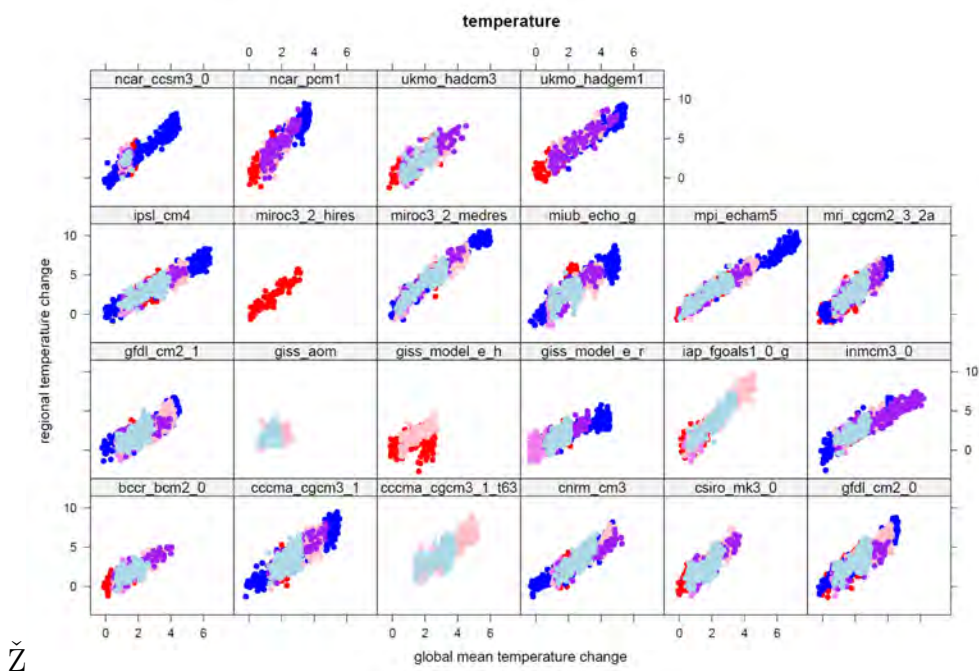 temperature
0 2 4 6 0 2 4 6
ncar_ccsm3_0 ncar_pcm1 ukmo_hadcm3 ukmo_hadgem1
10
5
0
ipsl_cm4 miroc3_2_hires miroc3_2_medres miub_echo_g mpi_echam5 mri_cgcm2_3_2a
10
5
0
regional temperature change
gfdl_cm2_1 giss_aom giss_model_e_h giss_model_e_r iap_fgoals1_0_g inmcm3_0
10
5
0
bccr_bcm2_0 cccma_cgcm3_1 cccma_cgcm3_1_t63 cnrm_cm3 csiro_mk3_0 gfdl_cm2_0
10
5
0
0 2 4 6 0 2 4 6 0 2 4 6
global mean temperature change
Ž